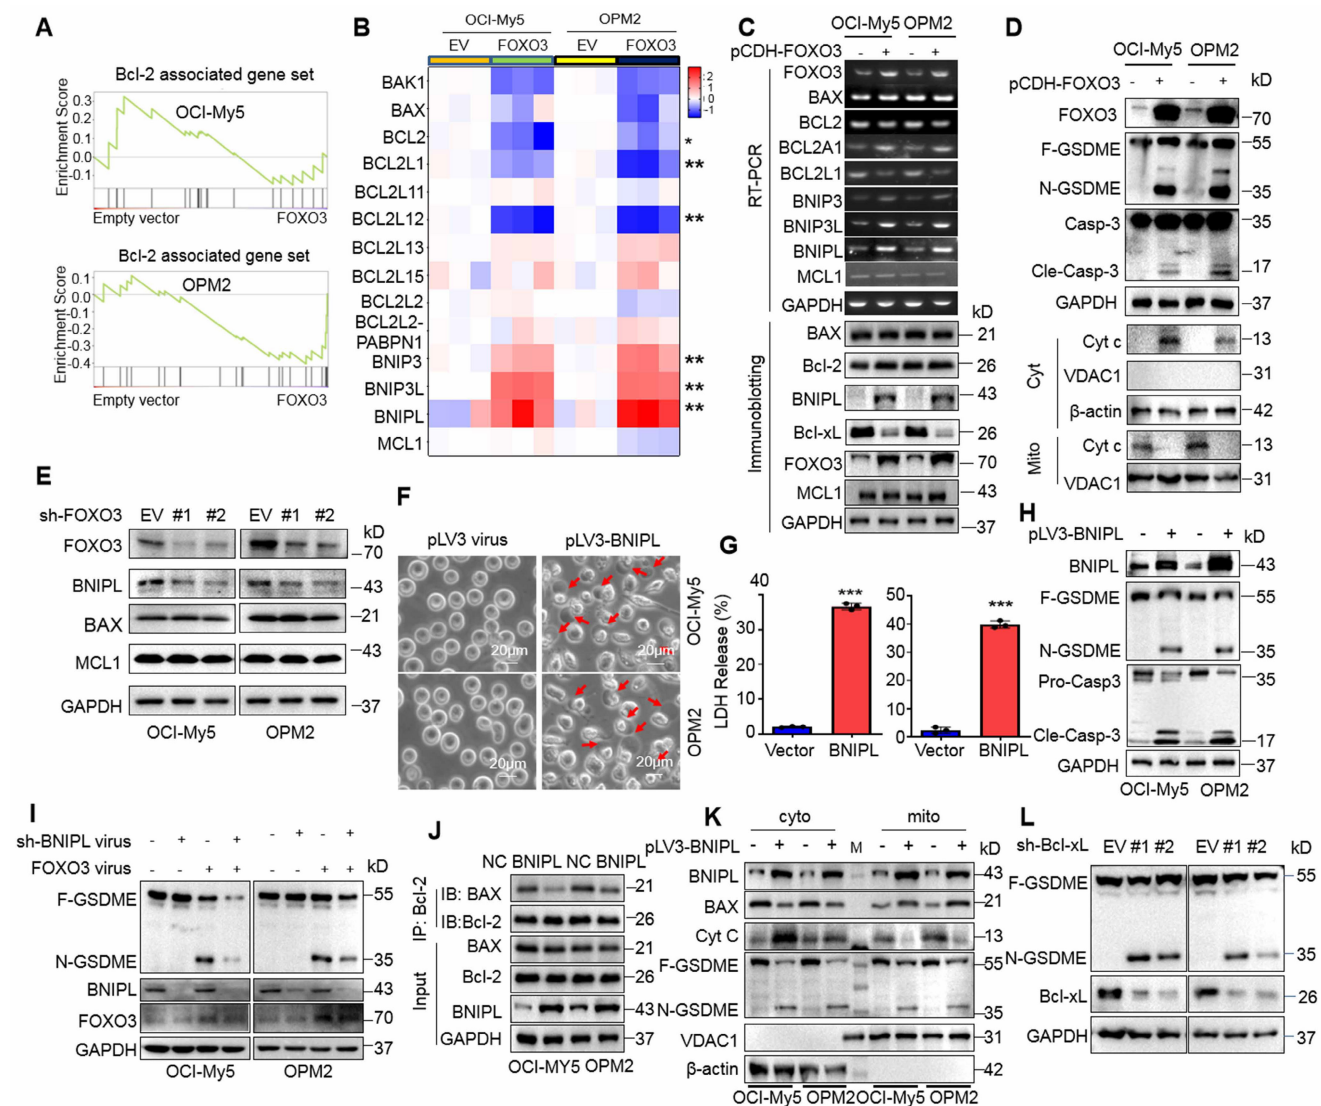 A
Bcl-2 associated gene set
OCI-My5
Enrichment Score
0.3
0.2
0.1
0.0
-0.1
Empty vector FOXO3
Bcl-2 associated gene set
OPM2
Enrichment Score
0.1
0.0
-0.1
-0.2
-0.3
-0.4
Empty vector FOXO3
B
OCI-My5 OPM2
EV FOXO3 EV FOXO3
2
1
0
-1
BAK1
BAX
BCL2 *
BCL2L1 **
BCL2L11
BCL2L12 **
BCL2L13
BCL2L15
BCL2L2
BCL2L2-
PABPN1
BNIP3 **
BNIP3L **
BNIPL **
MCL1
C
OCI-My5 OPM2
pCDH-FOXO3 - + - +
RT-PCR
FOXO3
BAX
BCL2
BCL2A1
BCL2L1
BNIP3
BNIP3L
BNIPL
MCL1
GAPDH
kD
Immunoblotting
BAX 21
Bcl-2 26
BNIPL 43
Bcl-xL 26
FOXO3 70
MCL1 43
GAPDH 37
D
OCI-My5 OPM2
pCDH-FOXO3 - + - + kD
FOXO3 70
F-GSDME 55
N-GSDME 35
Casp-3 35
Cle-Casp-3 17
GAPDH 37
Cyt
Cyt c 13
VDAC1 31
β-actin 42
Mito
Cyt c 13
VDAC1 31
E
sh-FOXO3 EV #1 #2 EV #1 #2 kD
FOXO3 70
BNIPL 43
BAX 21
MCL1 43
GAPDH 37
OCI-My5 OPM2
F
pLV3 virus pLV3-BNIPL
OCI-My5
20μm 20μm
OPM2
20μm 20μm
G
LDH Release (%)
40
30
20
10
0
***
Vector BNIPL
50
40
30
20
10
0
***
Vector BNIPL
H
pLV3-BNIPL - + - + kD
BNIPL 43
F-GSDME 55
N-GSDME 35
Pro-Casp3 35
Cle-Casp-3 17
GAPDH 37
OCI-My5 OPM2
I
sh-BNIPL virus - + - + - + - +
FOXO3 virus - - + + - - + + kD
F-GSDME 55
N-GSDME 35
BNIPL 43
FOXO3 70
GAPDH 37
OCI-My5 OPM2
J
NC BNIPL NC BNIPL
IP: Bcl-2
IB: BAX 21
IB:Bcl-2 26
Input
BAX 21
Bcl-2 26
BNIPL 43
GAPDH 37
OCI-MY5 OPM2
K
cyto mito
pLV3-BNIPL - + - + M - + - + kD
BNIPL 43
BAX 21
Cyt C 13
F-GSDME 55
N-GSDME 35
VDAC1 31
β-actin 42
OCI-My5 OPM2 OCI-My5 OPM2
L
sh-Bcl-xL EV #1 #2 EV #1 #2 kD
F-GSDME 55
N-GSDME 35
Bcl-xL 26
GAPDH 37
OCI-My5 OPM2